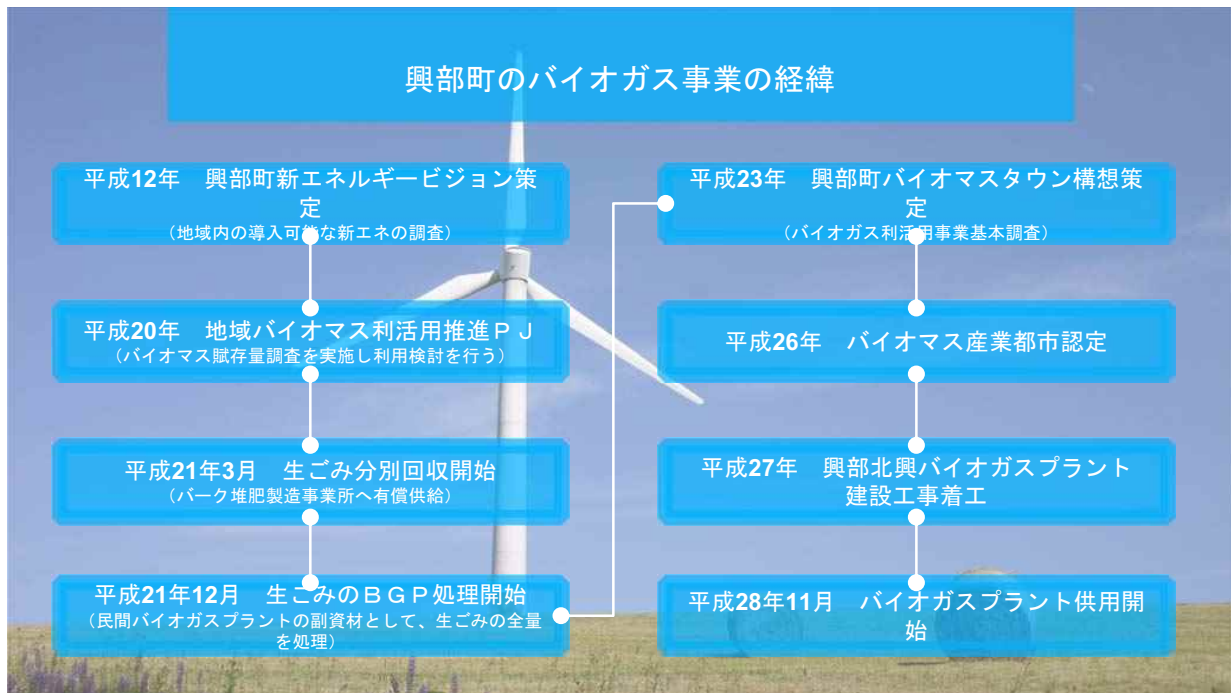 興部町のバイオガス事業の経緯
平成12年　興部町新エネルギービジョン策
定
（地域内の導入可能な新エネの調査）
平成20年　地域バイオマス利活用推進ＰＪ
（バイオマス賦存量調査を実施し利用検討を行う）
平成21年3月　生ごみ分別回収開始
（バーク堆肥製造事業所へ有償供給）
平成21年12月　生ごみのＢＧＰ処理開始
（民間バイオガスプラントの副資材として、生ごみの全量
を処理）
平成23年　興部町バイオマスタウン構想策
定
（バイオガス利活用事業基本調査）
平成26年　バイオマス産業都市認定
平成27年　興部北興バイオガスプラント
建設工事着工
平成28年11月　バイオガスプラント供用開
始